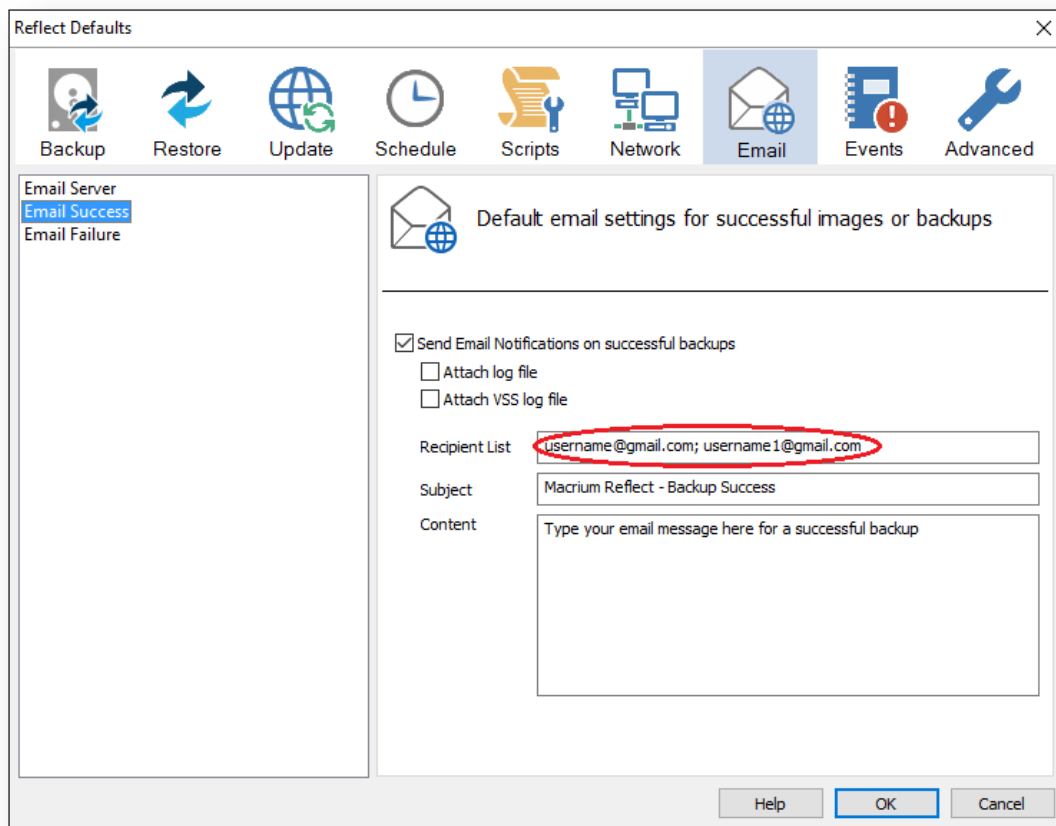 Reflect Defaults
Backup Restore Update Schedule Scripts Network Email Events Advanced
Email Server
Email Success
Email Failure
Default email settings for successful images or backups
Send Email Notifications on successful backups
Attach log file
Attach VSS log file
Recipient List username@gmail.com; username1@gmail.com
Subject Macrium Reflect - Backup Success
Content Type your email message here for a successful backup
Help OK Cancel